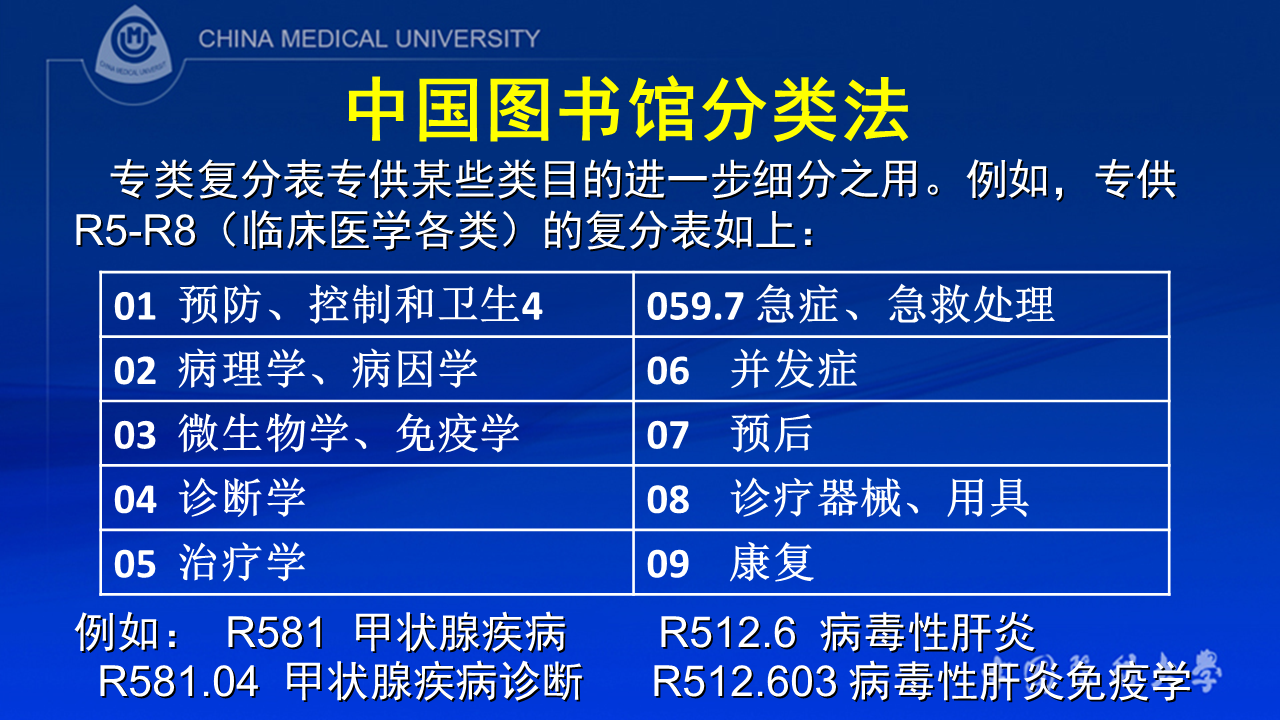 CHINA MEDICAL UNIVERSITY
CHINA MEDICAL UNIVERSITY
中国图书馆分类法
专类复分表专供某些类目的进一步细分之用。例如，专供
R5-R8（临床医学各类）的复分表如上：
01 预防、控制和卫生4
059.7 急症、急救处理
02 病理学、病因学
06 并发症
03 微生物学、免疫学
07 预后
04 诊断学
08 诊疗器械、用具
05 治疗学
09 康复
例如： R581 甲状腺疾病 R512.6 病毒性肝炎
R581.04 甲状腺疾病诊断 R512.603 病毒性肝炎免疫学